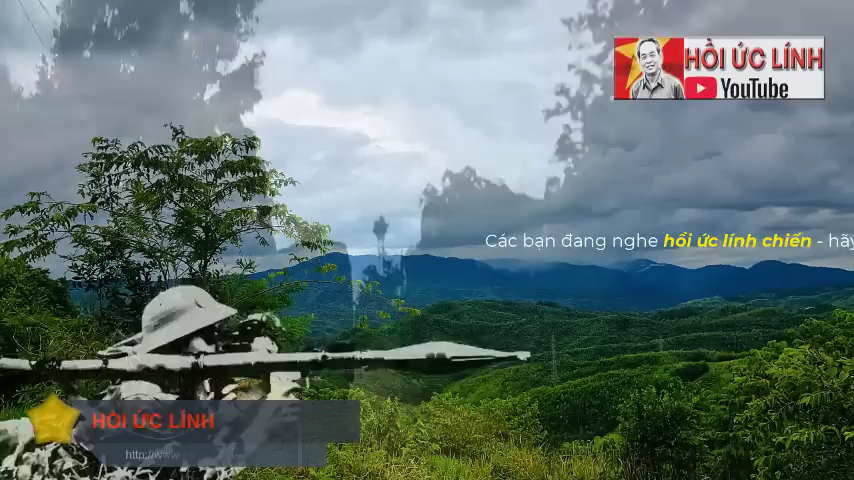 HỒI ỨC LÍNH
YouTube
Các bạn đang nghe hồi ức lính chiến - hãy
HỒI ỨC LÍNH
http://www